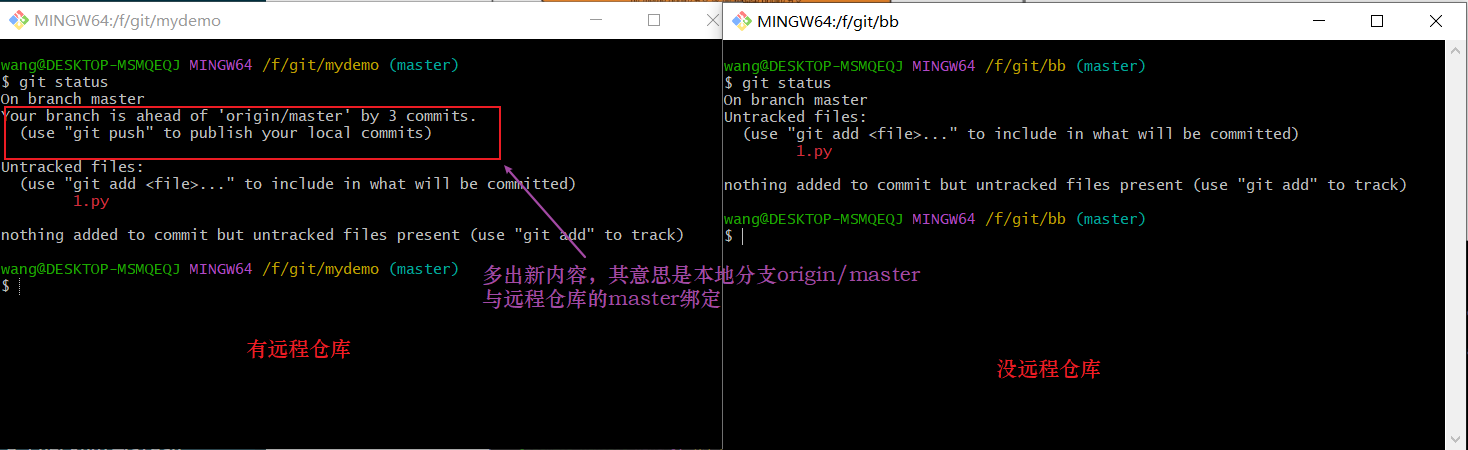 MINGW64:/f/git/mydemo
wang@DESKTOP-MSMQEQJ MINGW64 /f/git/mydemo (master)
$ git status
On branch master
Your branch is ahead of 'origin/master' by 3 commits.
(use "git push" to publish your local commits)
Untracked files:
(use "git add <file>..." to include in what will be committed)
1.py
nothing added to commit but untracked files present (use "git add" to track)
wang@DESKTOP-MSMQEQJ MINGW64 /f/git/mydemo (master)
$
多出新内容，其意思是本地分支origin/master
与远程仓库的master绑定
有远程仓库
MINGW64:/f/git/bb
wang@DESKTOP-MSMQEQJ MINGW64 /f/git/bb (master)
$ git status
On branch master
Untracked files:
(use "git add <file>..." to include in what will be committed)
1.py
nothing added to commit but untracked files present (use "git add" to track)
wang@DESKTOP-MSMQEQJ MINGW64 /f/git/bb (master)
$
没远程仓库